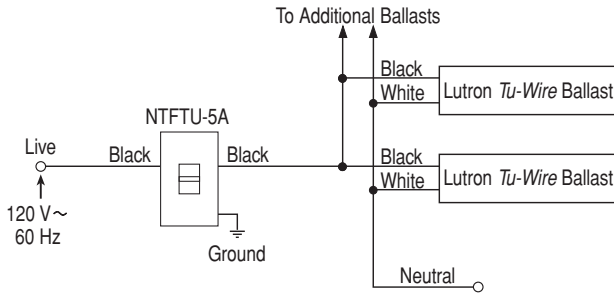 To Additional Ballasts
Black
White
Lutron Tu-Wire Ballast
NTFTU-5A
Live
Black
Black
Black
White
Lutron Tu-Wire Ballast
120 V~
60 Hz
Ground
Neutral